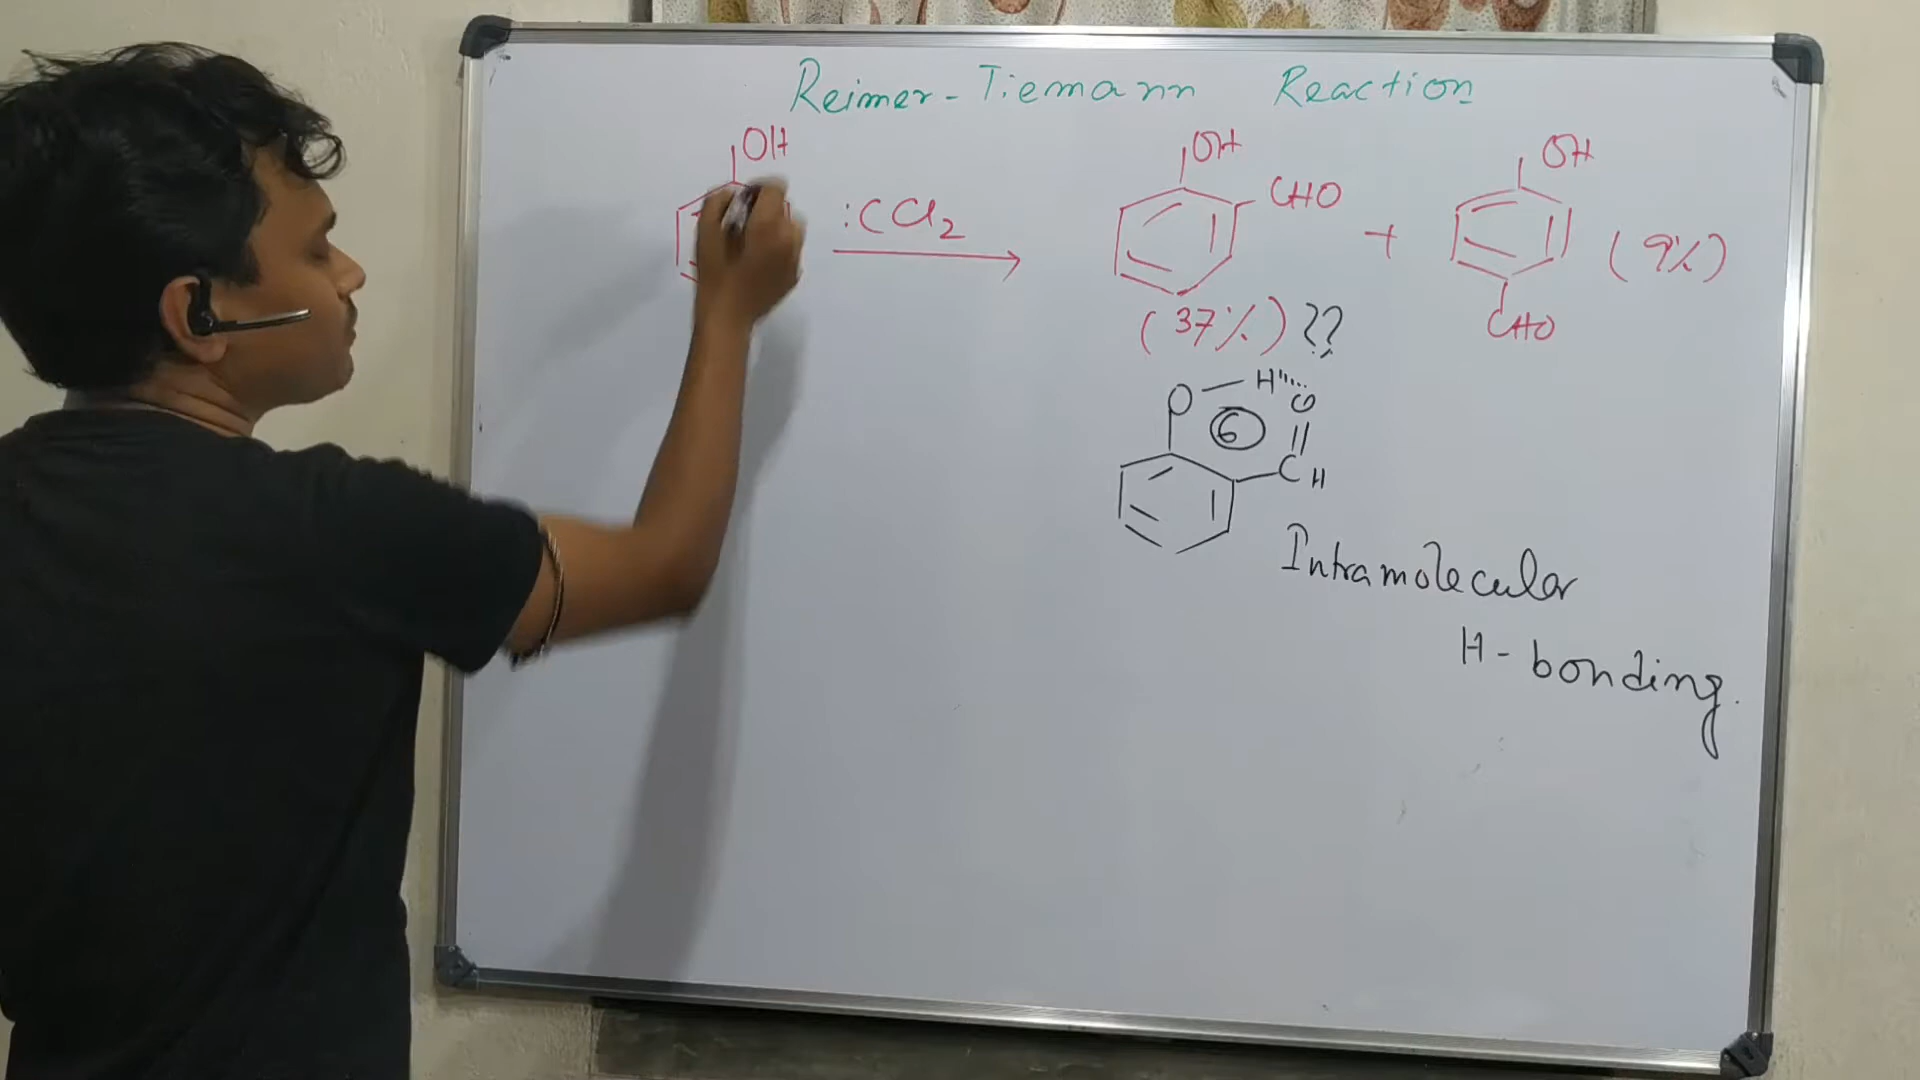 Reimer-Tiemann Reaction
OH
:CCl2
OH
CHO
+
OH
CHO
(9%)
(37%)??
O-H
O
6
C H
Intramolecular
H-bonding.